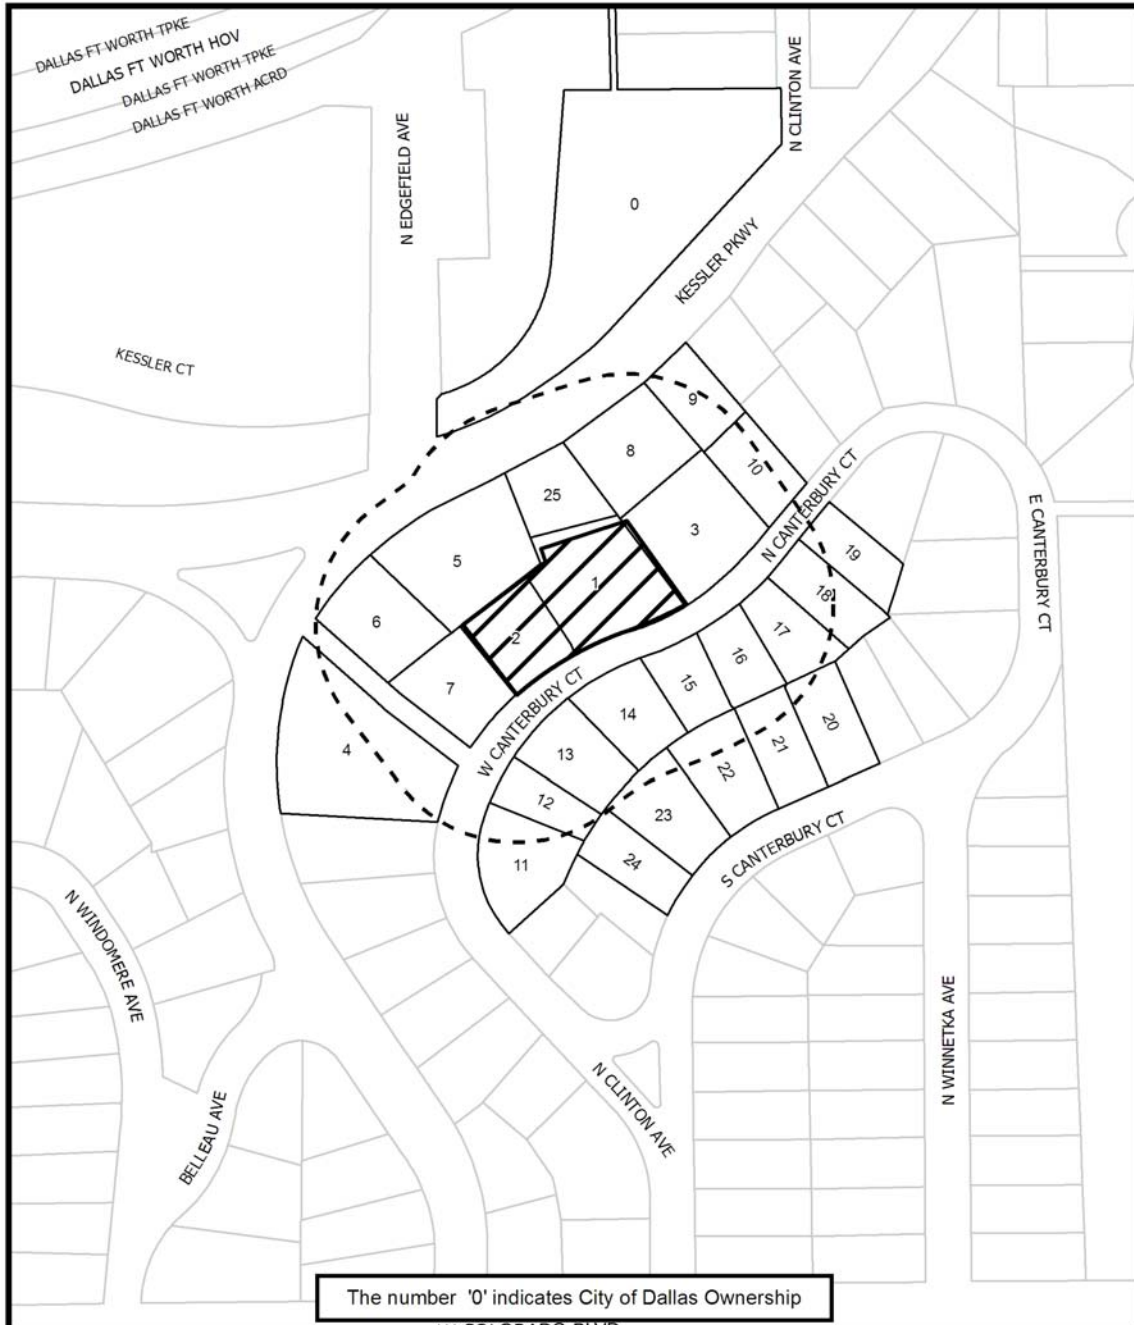 DALLAS FT WORTH TPKE
DALLAS FT WORTH HOV
DALLAS FT WORTH TPKE
DALLAS FT WORTH ACRD
N EDGEFIELD AVE
N CLINTON AVE
0
KESSLER PKWY
KESSLER CT
9
8
10
25
3
N CANTERBURY CT
E CANTERBURY CT
5
1
19
18
6
2
17
16
7
15
14
W CANTERBURY CT
4
13
20
21
22
12
23
11
24
S CANTERBURY CT
N WINDOMERE AVE
N WINNETKA AVE
BELLEAU AVE
N CLINTON AVE
The number '0' indicates City of Dallas Ownership